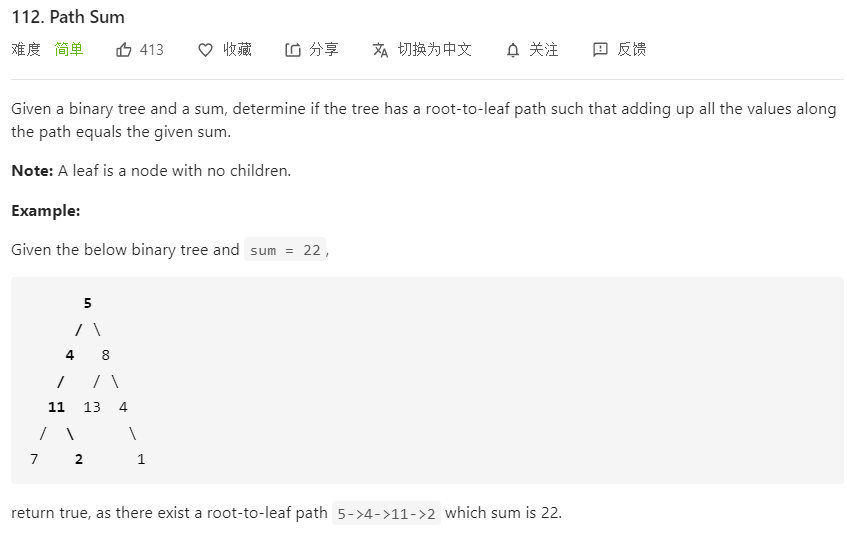 112. Path Sum
难度 简单 413 收藏 分享 切换为中文 关注 反馈
Given a binary tree and a sum, determine if the tree has a root-to-leaf path such that adding up all the values along
the path equals the given sum.
Note: A leaf is a node with no children.
Example:
Given the below binary tree and sum = 22,
5
/ \
4 8
/ / \
11 13 4
/ \ \
7 2 1
return true, as there exist a root-to-leaf path 5->4->11->2 which sum is 22.